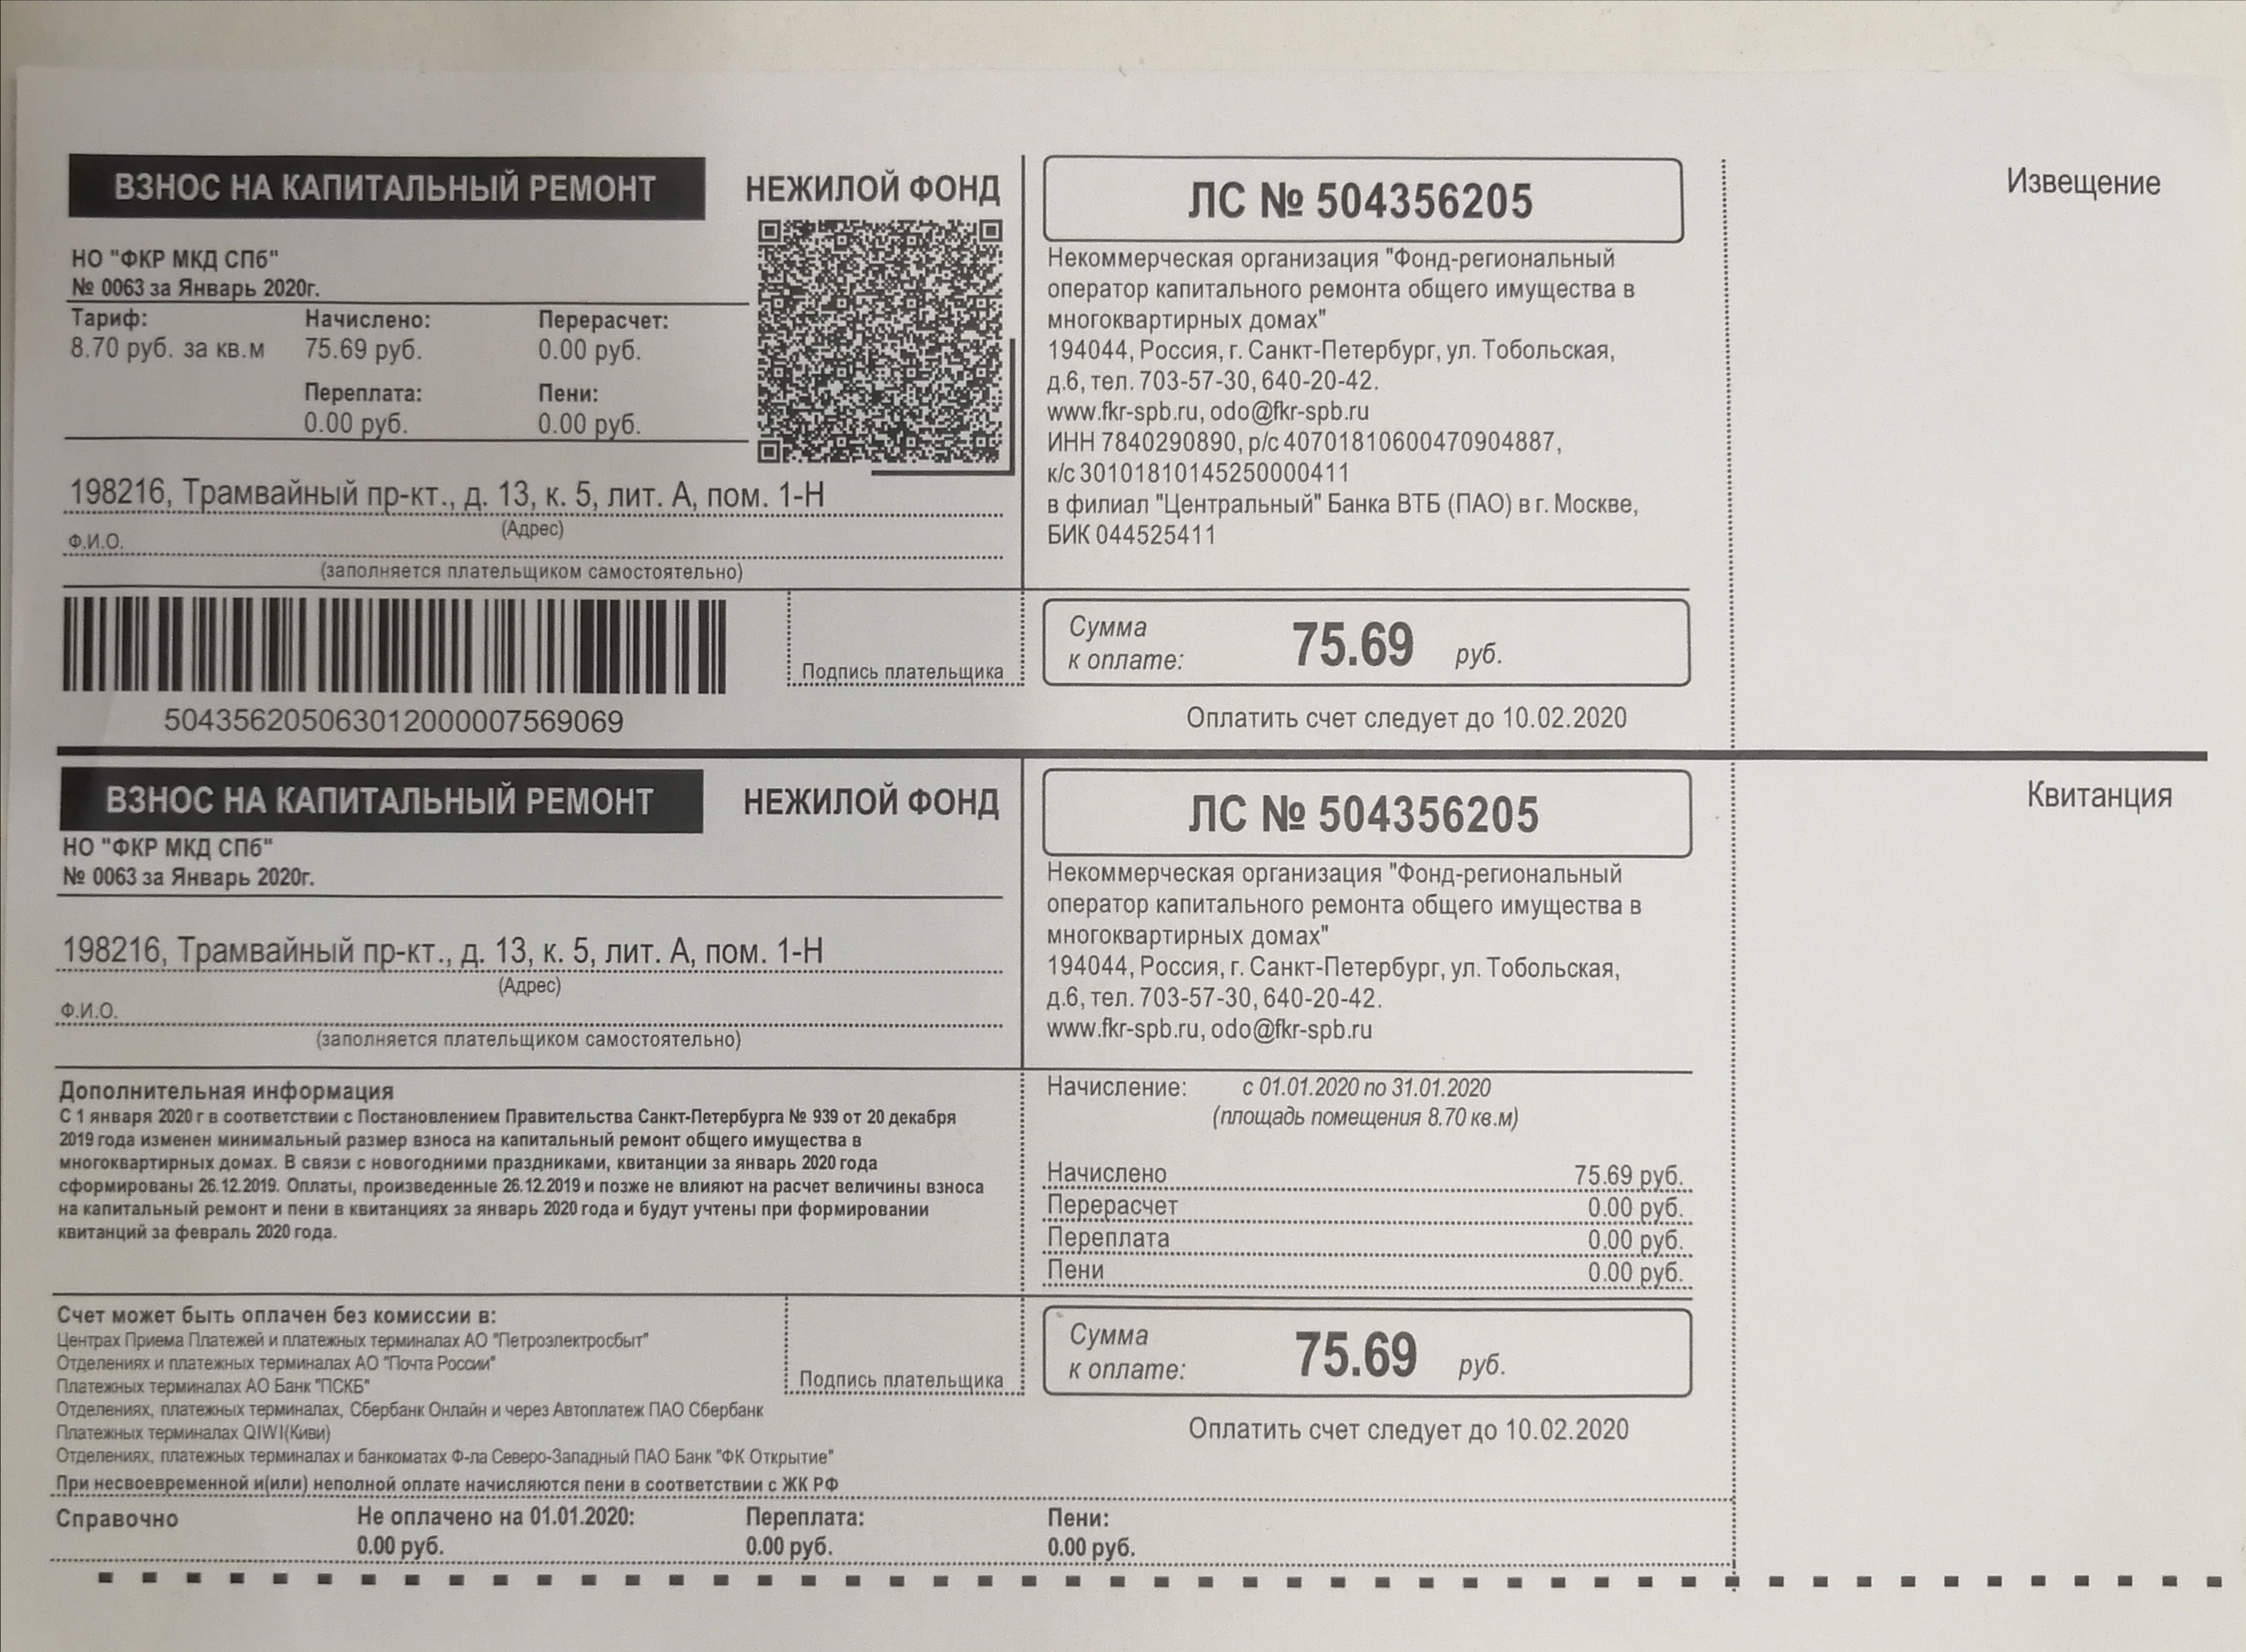 ВЗНОС НА КАПИТАЛЬНЫЙ РЕМОНТ
НЕЖИЛОЙ ФОНД
НО "ФКР МКД СПб"
№ 0063 за Январь 2020г.
Тариф: Начислено: Перерасчет:
8.70 руб. за кв.м 75.69 руб. 0.00 руб.
Переплата: Пени:
0.00 руб. 0.00 руб.
198216, Трамвайный пр-кт., д. 13, к. 5, лит. А, пом. 1-Н
(Адрес)
Ф.И.О.
(заполняется плательщиком самостоятельно)
Подпись плательщика
504356205063012000007569069
ЛС № 504356205
Некоммерческая организация "Фонд-региональный
оператор капитального ремонта общего имущества в
многоквартирных домах"
194044, Россия, г. Санкт-Петербург, ул. Тобольская,
д.6, тел. 703-57-30, 640-20-42.
www.fkr-spb.ru, odo@fkr-spb.ru
ИНН 7840290890, р/с 40701810600470904887,
к/с 30101810145250000411
в филиал "Центральный" Банка ВТБ (ПАО) в г. Москве,
БИК 044525411
Сумма
к оплате: 75.69 руб.
Оплатить счет следует до 10.02.2020
Извещение
ВЗНОС НА КАПИТАЛЬНЫЙ РЕМОНТ
НЕЖИЛОЙ ФОНД
НО "ФКР МКД СПб"
№ 0063 за Январь 2020г.
198216, Трамвайный пр-кт., д. 13, к. 5, лит. А, пом. 1-Н
(Адрес)
Ф.И.О.
(заполняется плательщиком самостоятельно)
ЛС № 504356205
Некоммерческая организация "Фонд-региональный
оператор капитального ремонта общего имущества в
многоквартирных домах"
194044, Россия, г. Санкт-Петербург, ул. Тобольская,
д.6, тел. 703-57-30, 640-20-42.
www.fkr-spb.ru, odo@fkr-spb.ru
Квитанция
Дополнительная информация
С 1 января 2020 г в соответствии с Постановлением Правительства Санкт-Петербурга № 939 от 20 декабря
2019 года изменен минимальный размер взноса на капитальный ремонт общего имущества в
многоквартирных домах. В связи с новогодними праздниками, квитанции за январь 2020 года
сформированы 26.12.2019. Оплаты, произведенные 26.12.2019 и позже не влияют на расчет величины взноса
на капитальный ремонт и пени в квитанциях за январь 2020 года и будут учтены при формировании
квитанций за февраль 2020 года.
Начисление: с 01.01.2020 по 31.01.2020
(площадь помещения 8.70 кв.м)
Начислено 75.69 руб.
Перерасчет 0.00 руб.
Переплата 0.00 руб.
Пени 0.00 руб.
Счет может быть оплачен без комиссии в:
Центрах Приема Платежей и платежных терминалах АО "Петроэлектросбыт"
Отделениях и платежных терминалах АО "Почта России"
Платежных терминалах АО Банк "ПСКБ"
Отделениях, платежных терминалах, Сбербанк Онлайн и через Автоплатеж ПАО Сбербанк
Платежных терминалах QIWI(Киви)
Отделениях, платежных терминалах и банкоматах Ф-ла Северо-Западный ПАО Банк "ФК Открытие"
При несвоевременной и(или) неполной оплате начисляются пени в соответствии с ЖК РФ
Подпись плательщика
Сумма
к оплате: 75.69 руб.
Оплатить счет следует до 10.02.2020
Справочно Не оплачено на 01.01.2020: Переплата: Пени:
0.00 руб. 0.00 руб. 0.00 руб.